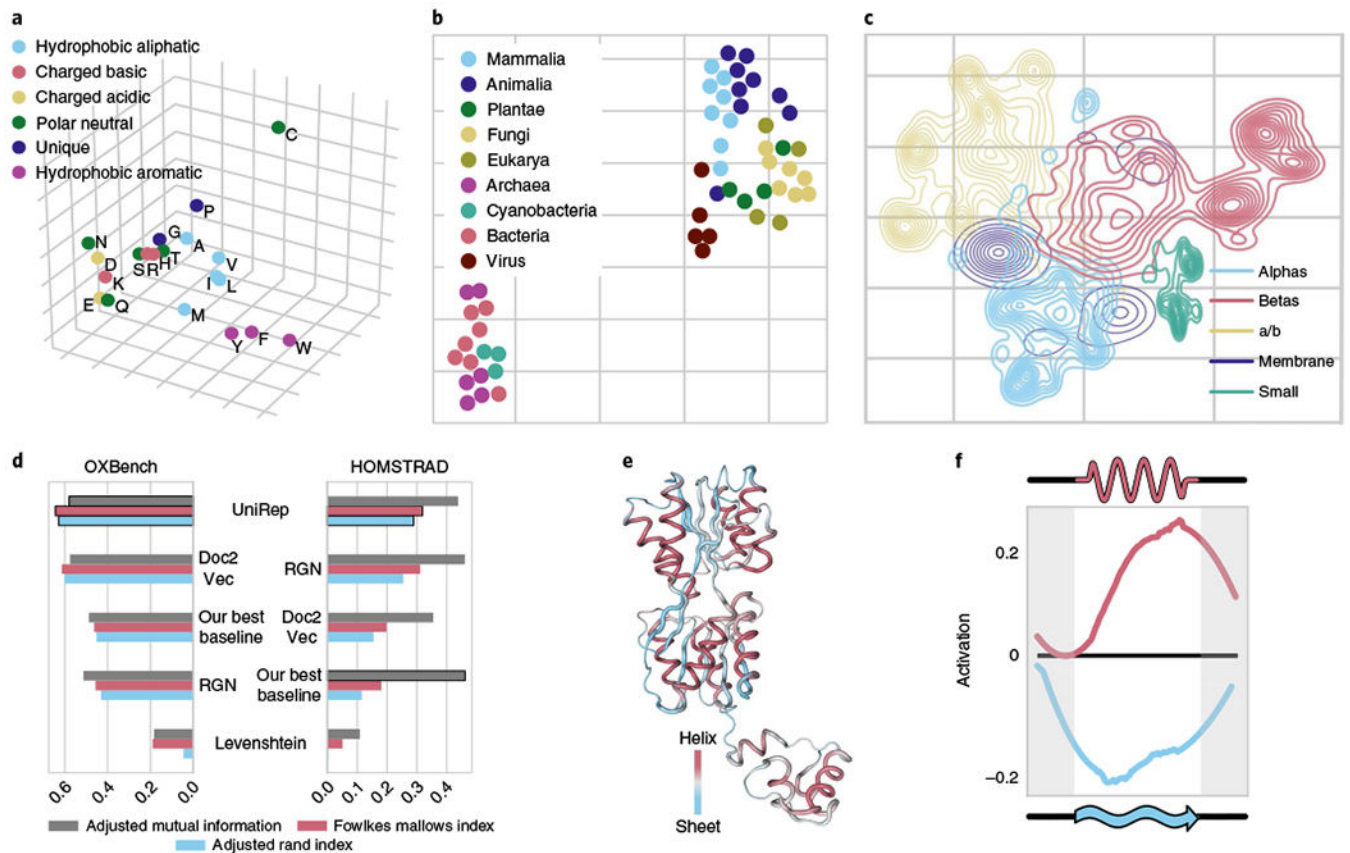 a
Hydrophobic aliphatic
Charged basic
Charged acidic
Polar neutral
Unique
Hydrophobic aromatic
C
P
N
G
A
D
S
R
H
T
V
K
I
L
E
Q
M
Y
F
W
b
Mammalia
Animalia
Plantae
Fungi
Eukarya
Archaea
Cyanobacteria
Bacteria
Virus
c
Alphas
Betas
a/b
Membrane
Small
d
OXBench
HOMSTRAD
UniRep
Doc2
Vec
RGN
Our best
baseline
Doc2
Vec
RGN
Our best
baseline
Levenshtein
0.6
0.4
0.2
0.0
0.0
0.1
0.2
0.3
0.4
Adjusted mutual information
Fowlkes mallows index
Adjusted rand index
e
Helix
Sheet
f
Activation
0.2
0
–0.2